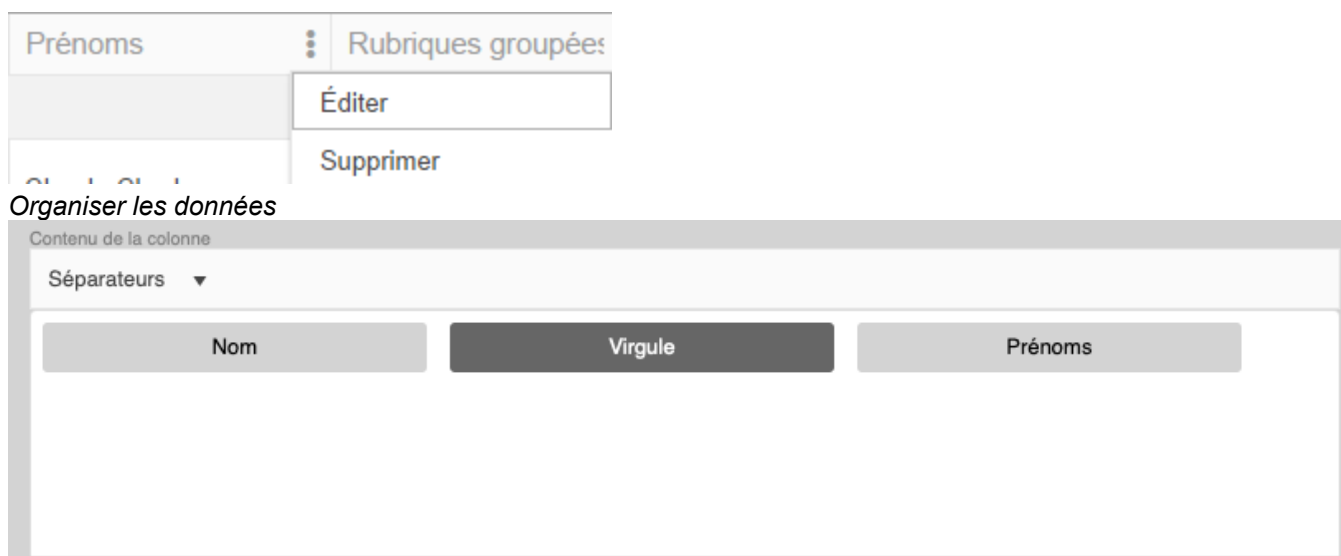 Prénoms Rubriques groupées
Éditer
Supprimer
Organiser les données
Contenu de la colonne
Séparateurs
Nom Virgule Prénoms